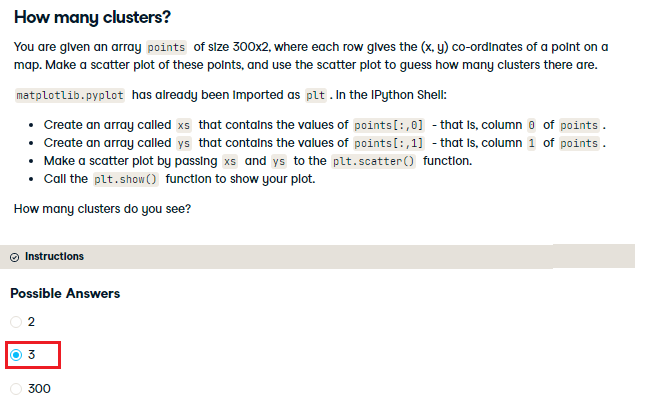 How many clusters?
You are given an array points of size 300x2, where each row gives the (x, y) co-ordinates of a point on a
map. Make a scatter plot of these points, and use the scatter plot to guess how many clusters there are.
matplotlib.pyplot has already been imported as plt . In the IPython Shell:
• Create an array called xs that contains the values of points[:,0] - that is, column 0 of points .
• Create an array called ys that contains the values of points[:,1] - that is, column 1 of points .
• Make a scatter plot by passing xs and ys to the plt.scatter() function.
• Call the plt.show() function to show your plot.
How many clusters do you see?
Instructions
Possible Answers
2
3
300